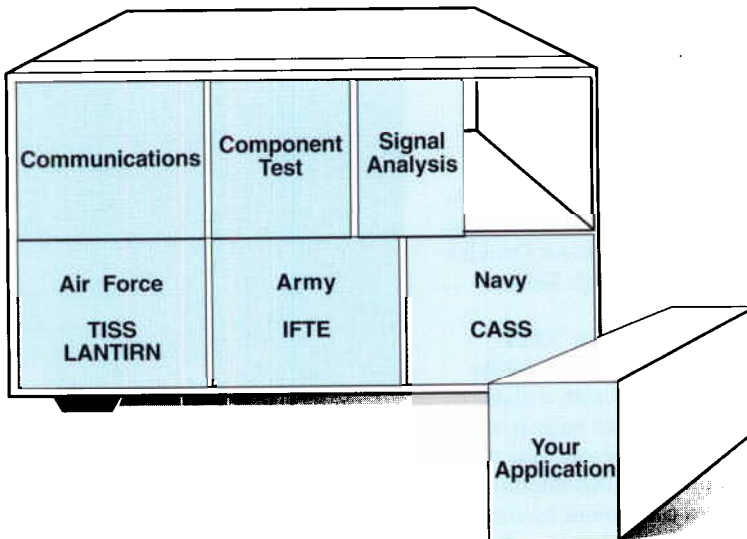 Communications
Component
Test
Signal
Analysis
Air Force
TISS
LANTIRN
Army
IFTE
Navy
CASS
Your
Application